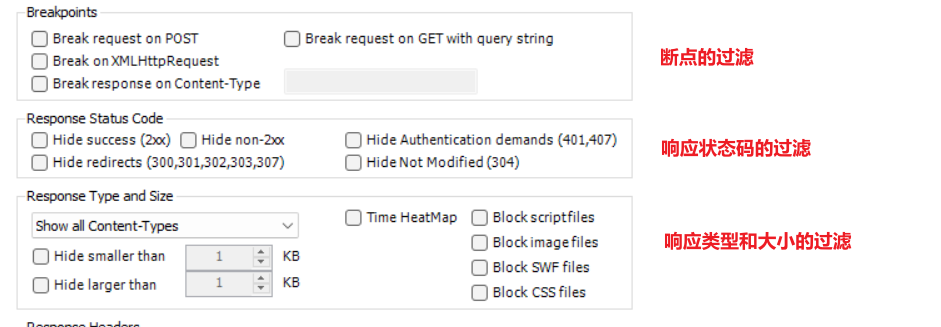 Breakpoints
Break request on POST
Break request on GET with query string
Break on XMLHttpRequest
Break response on Content-Type
断点的过滤
Response Status Code
Hide success (2xx)
Hide non-2xx
Hide Authentication demands (401,407)
Hide redirects (300,301,302,303,307)
Hide Not Modified (304)
响应状态码的过滤
Response Type and Size
Show all Content-Types
Time HeatMap
Block script files
Block image files
Hide smaller than 1 KB
Block SWF files
Hide larger than 1 KB
Block CSS files
响应类型和大小的过滤
Response Headers